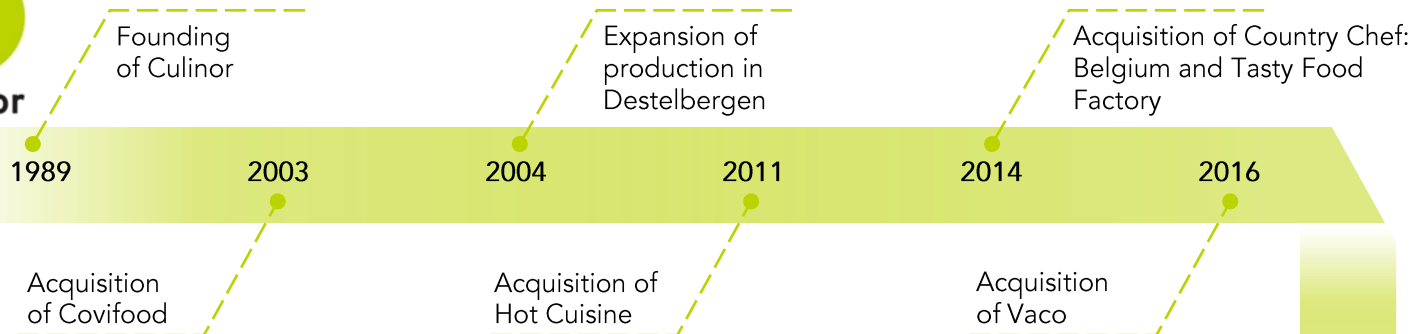 Founding
of Culinor
Expansion of
production in
Destelbergen
Acquisition of Country Chef:
Belgium and Tasty Food
Factory
or
1989 2003 2004 2011 2014 2016
Acquisition
of Covifood
Acquisition of
Hot Cuisine
Acquisition
of Vaco